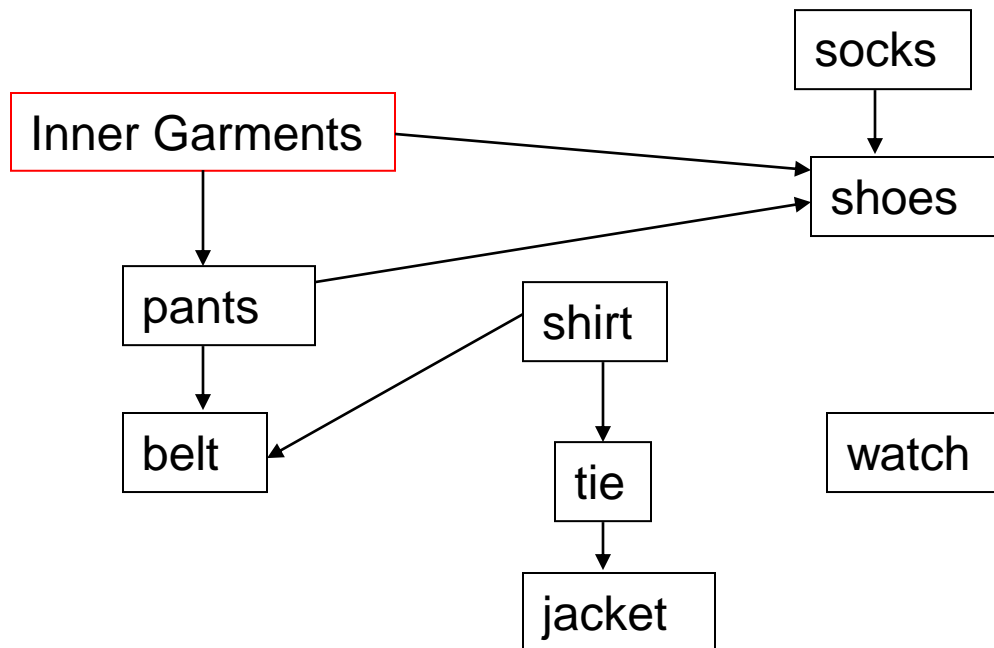 socks
Inner Garments
shoes
pants
shirt
belt
watch
tie
jacket